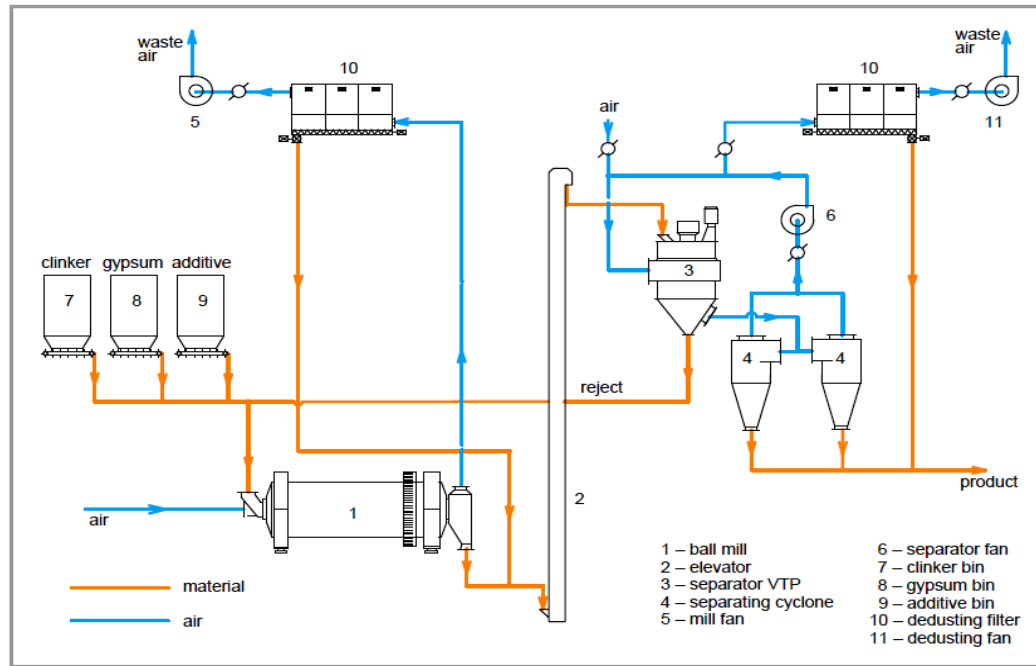 waste
air
10
5
waste
air
10
11
air
6
3
clinker gypsum additive
7 8 9
4 4
reject
product
1
2
air
material
air
1 – ball mill
2 – elevator
3 – separator VTP
4 – separating cyclone
5 – mill fan
6 – separator fan
7 – clinker bin
8 – gypsum bin
9 – additive bin
10 – dedusting filter
11 – dedusting fan